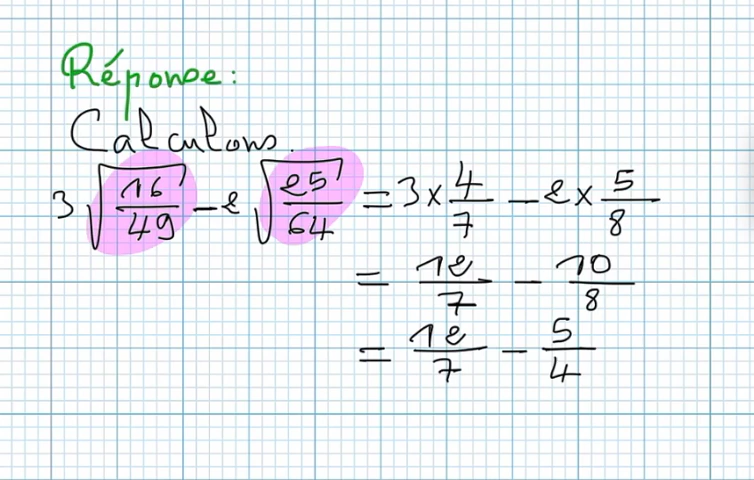 Réponse:
Calculons.
3√(16/49) - 2√(25/64) = 3 × 4/7 - 2 × 5/8
= 12/7 - 10/8
= 12/7 - 5/4